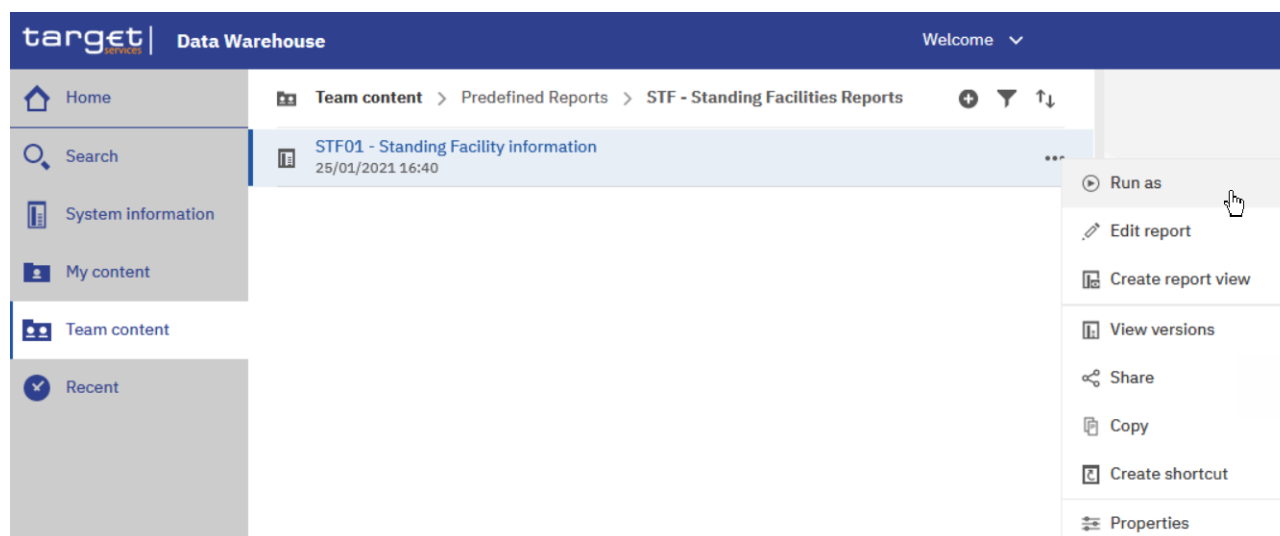 target services Data Warehouse Welcome
Home
Team content > Predefined Reports > STF - Standing Facilities Reports
STF01 - Standing Facility information
25/01/2021 16:40
Search
System information
My content
Team content
Recent
Run as
Edit report
Create report view
View versions
Share
Copy
Create shortcut
Properties